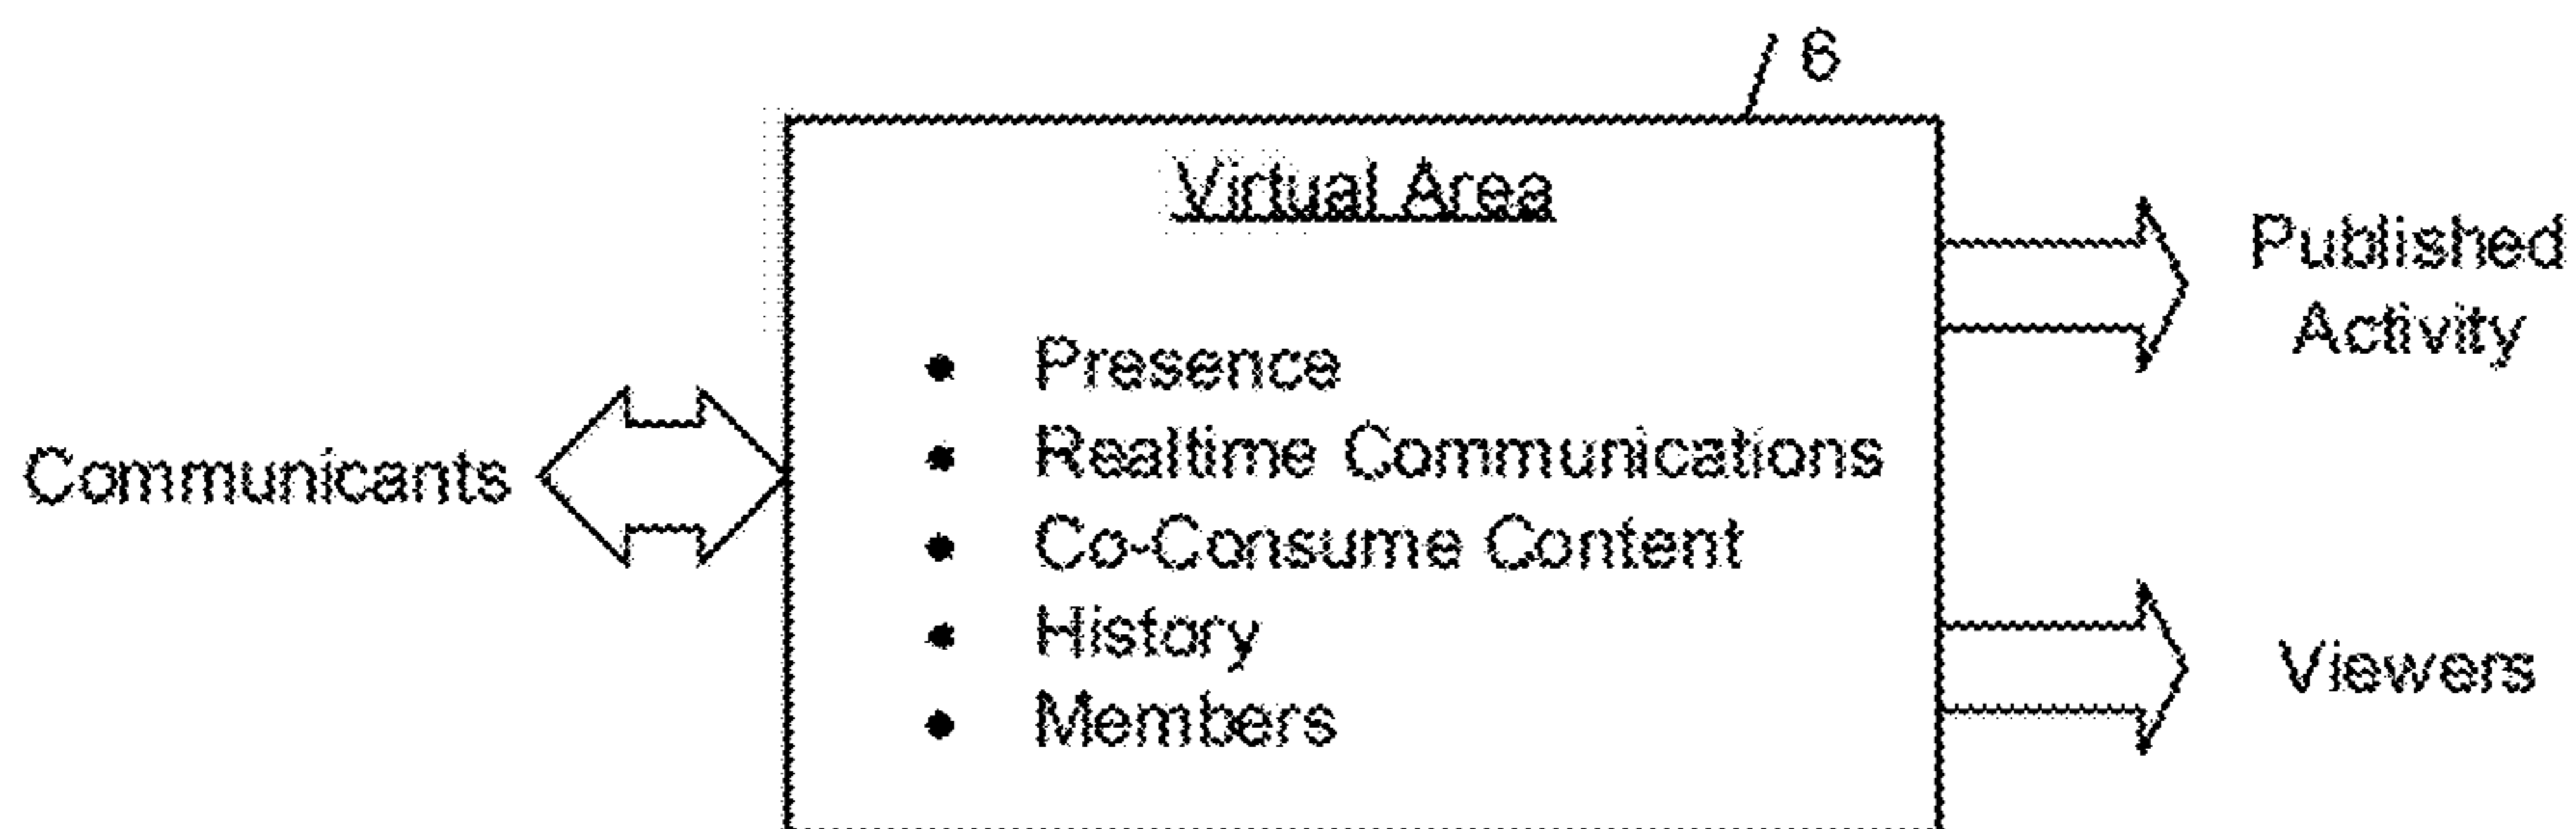 6
Virtual Area
Published
Activity
• Presence
• Realtime Communications
Communicants
• Co-Consume Content
• History
Viewers
• Members